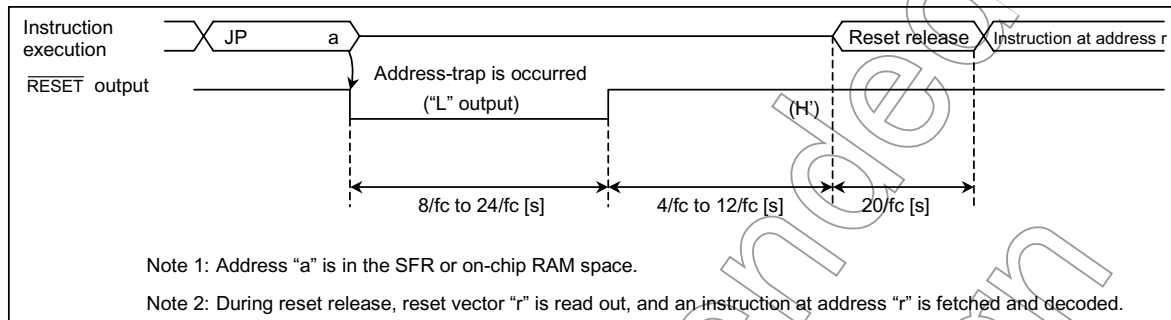 Instruction
execution
JP a
Reset release
Instruction at address r
RESET output
Address-trap is occurred
("L" output)
(H')
8/fc to 24/fc [s]
4/fc to 12/fc [s]
20/fc [s]
Note 1: Address “a” is in the SFR or on-chip RAM space.
Note 2: During reset release, reset vector “r” is read out, and an instruction at address “r” is fetched and decoded.